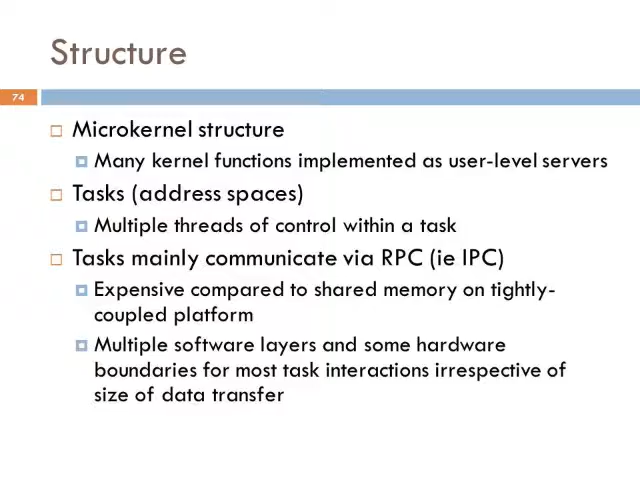 Structure
74
Microkernel structure
Many kernel functions implemented as user-level servers
Tasks (address spaces)
Multiple threads of control within a task
Tasks mainly communicate via RPC (ie IPC)
Expensive compared to shared memory on tightly-
coupled platform
Multiple software layers and some hardware
boundaries for most task interactions irrespective of
size of data transfer